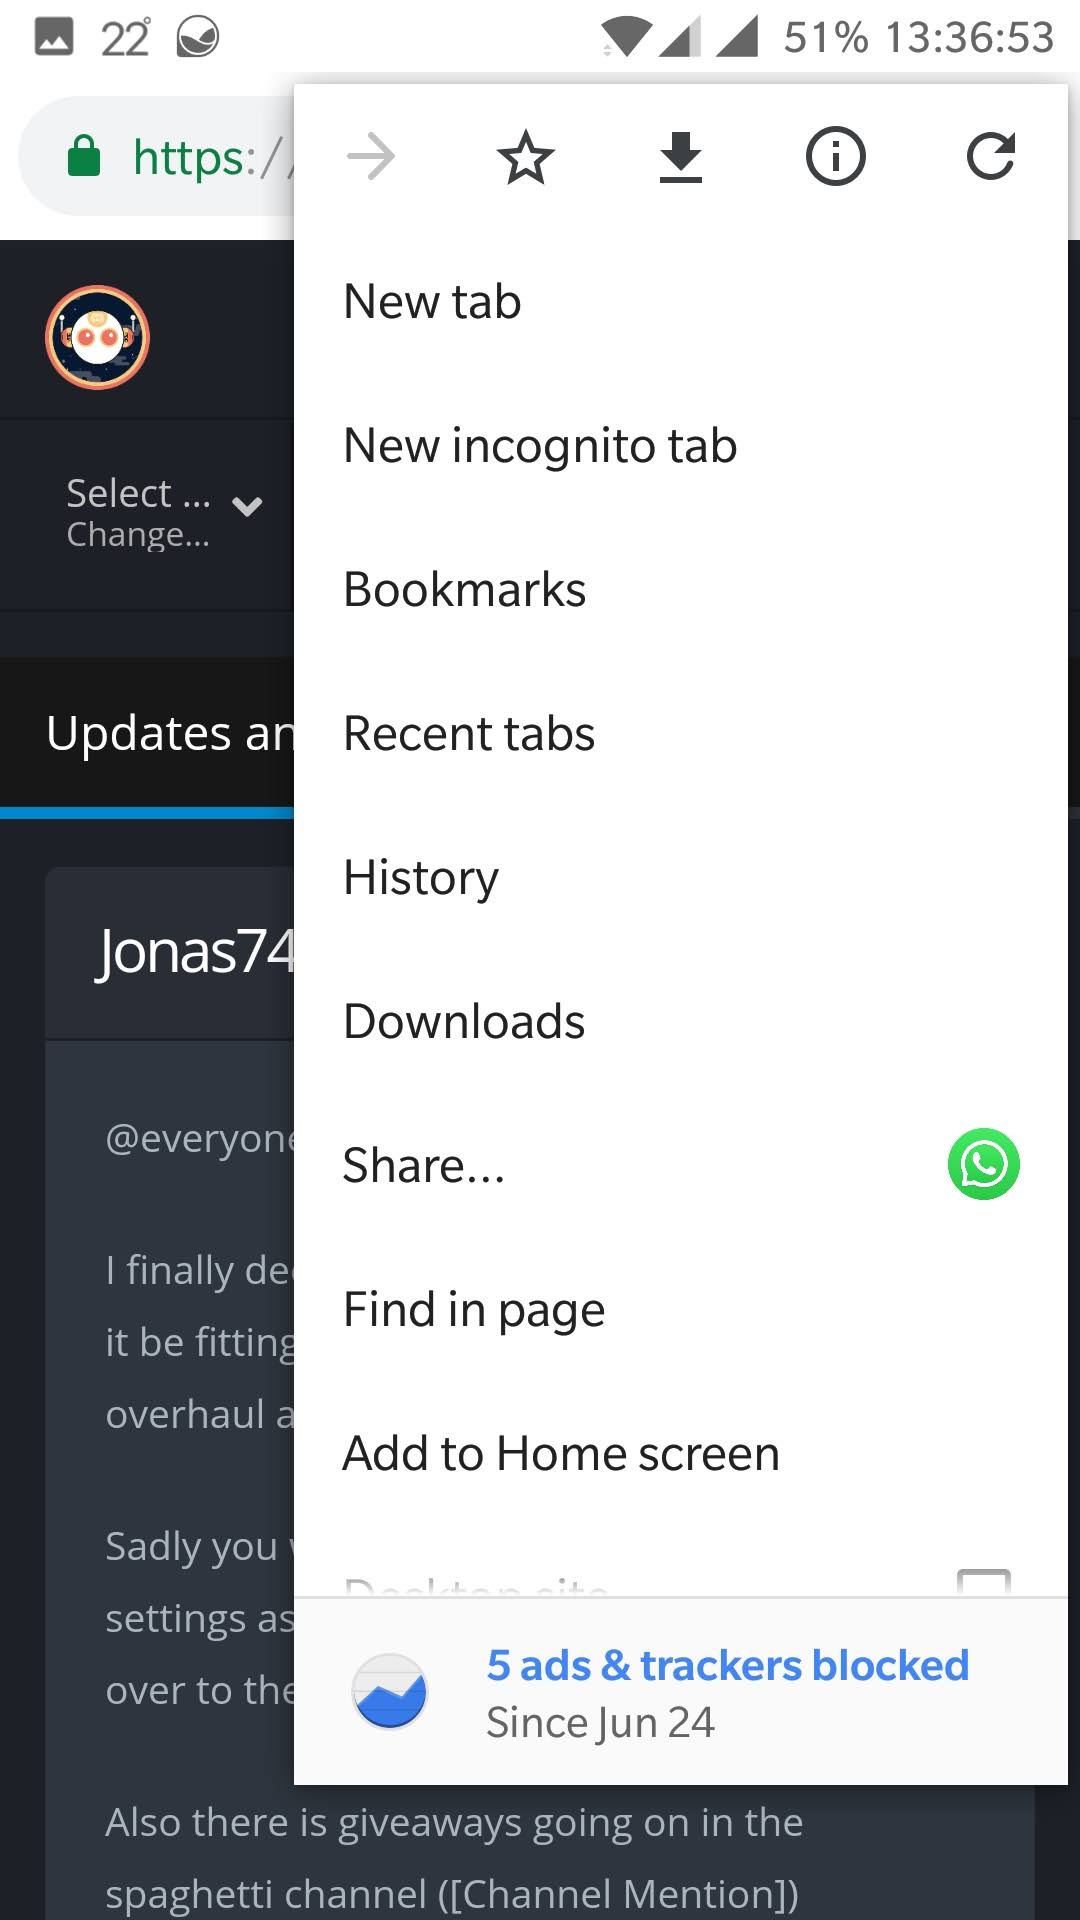 22° 51% 13:36:53
https://
New tab
New incognito tab
Select ...
Change...
Bookmarks
Updates an
Recent tabs
History
Jonas74
Downloads
@everyone
Share...
I finally de
it be fitting
Find in page
overhaul a
Add to Home screen
Sadly you
Desktop site
settings as
5 ads & trackers blocked
over to the
Since Jun 24
Also there is giveaways going on in the
spaghetti channel ([Channel Mention])